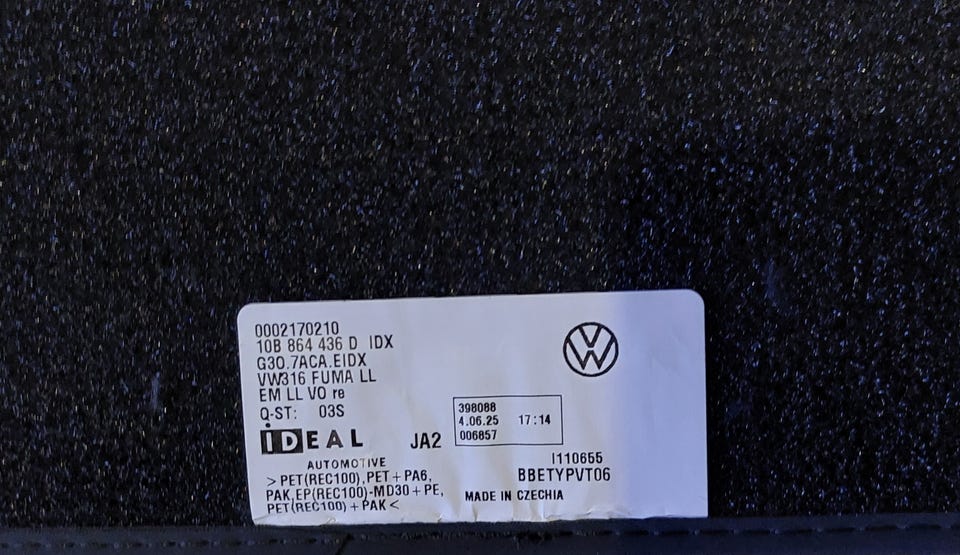 0002170210
10B 864 436 D IDX
G30.7ACA.EIDX
VW316 FUMA LL
EM LL VO re
Q-ST: 03S
iDEAL
AUTOMOTIVE
JA2
398088
4.06.25 17:14
006857
I110655
BBETYPVT06
>PET(REC100),PET+PA6,
PAK,EP(REC100)-MD30+PE,
PET(REC100)+PAK<
MADE IN CZECHIA
VW